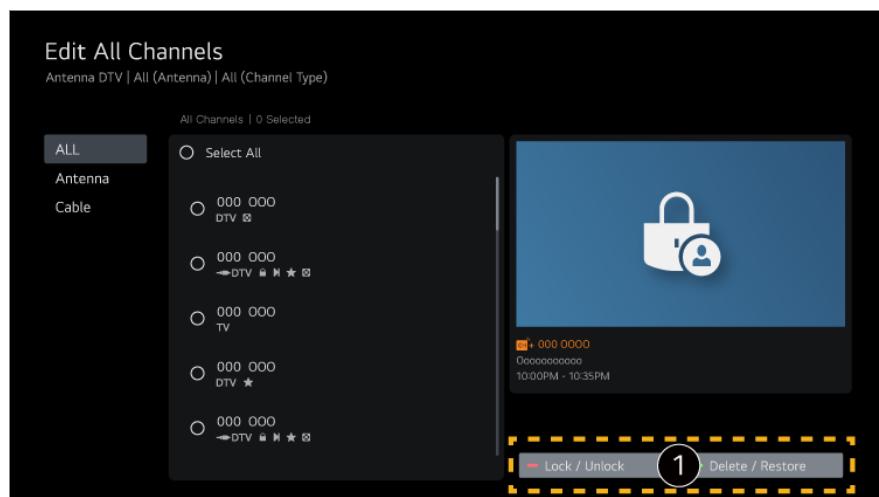 Edit All Channels
Antenna DTV | All (Antenna) | All (Channel Type)
All Channels | 0 Selected
ALL
Antenna
Cable
Select All
000 000
DTV
000 000
DTV
000 000
TV
000 000
DTV
000 000
DTV
+ 000 0000
Ooooooooooo
10:00PM - 10:35PM
Lock / Unlock
1
Delete / Restore